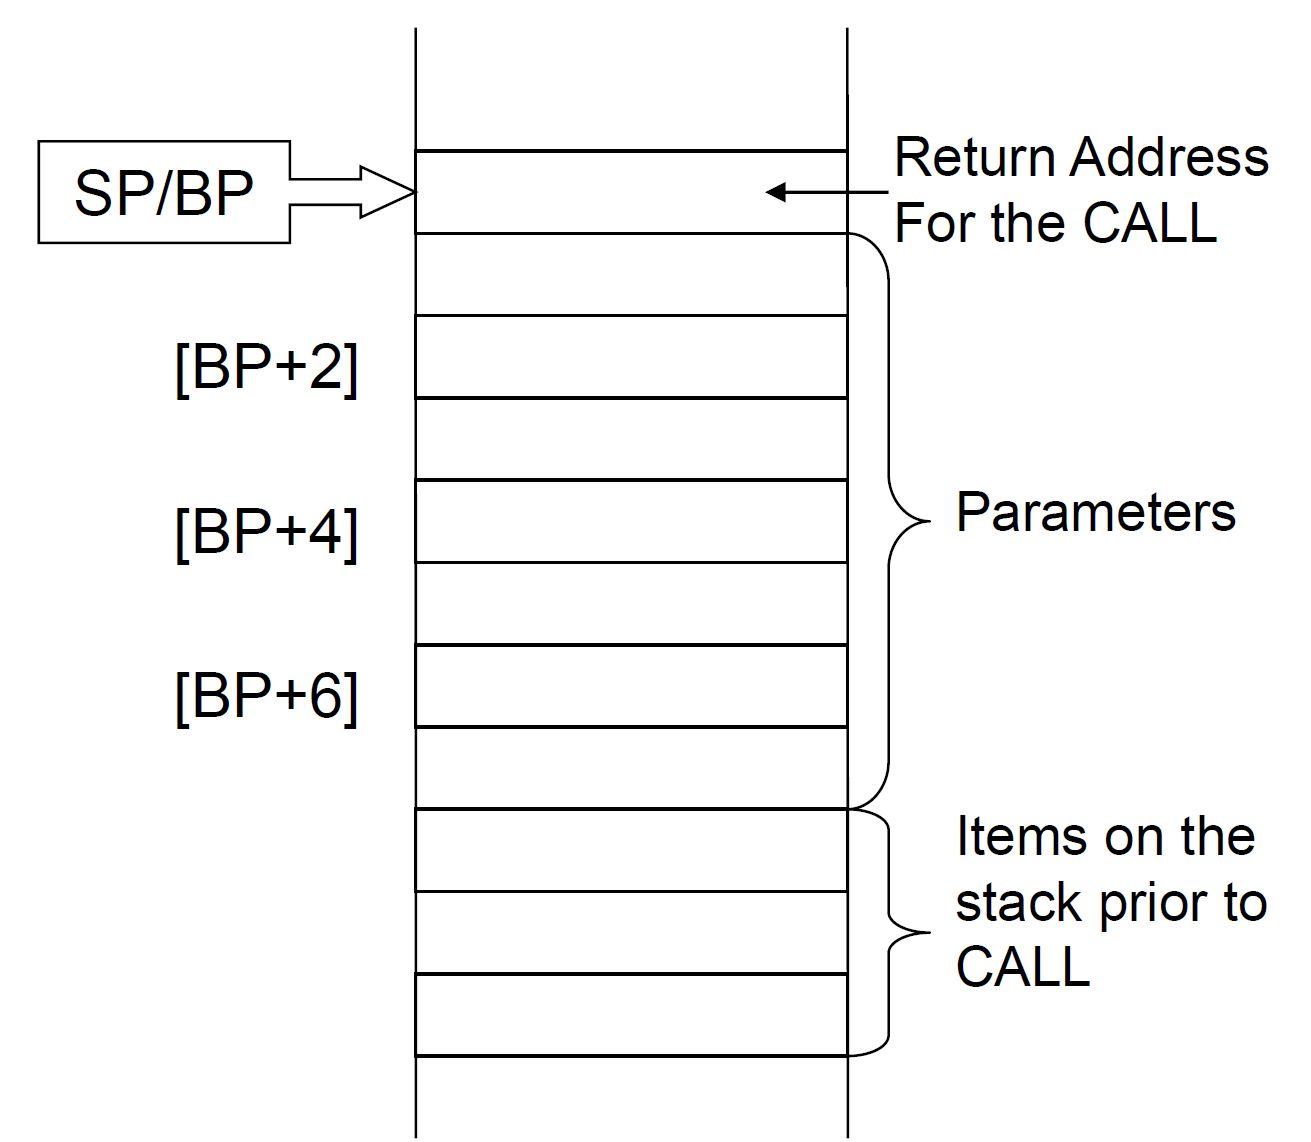 SP/BP
Return Address
For the CALL
[BP+2]
[BP+4]
Parameters
[BP+6]
Items on the
stack prior to
CALL